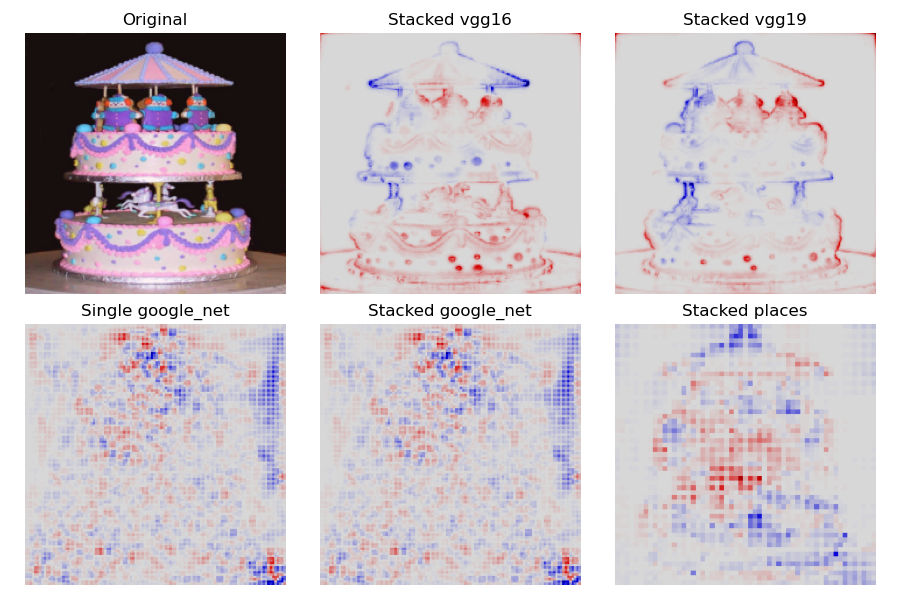 Original
Stacked vgg16
Stacked vgg19
Single google_net
Stacked google_net
Stacked places